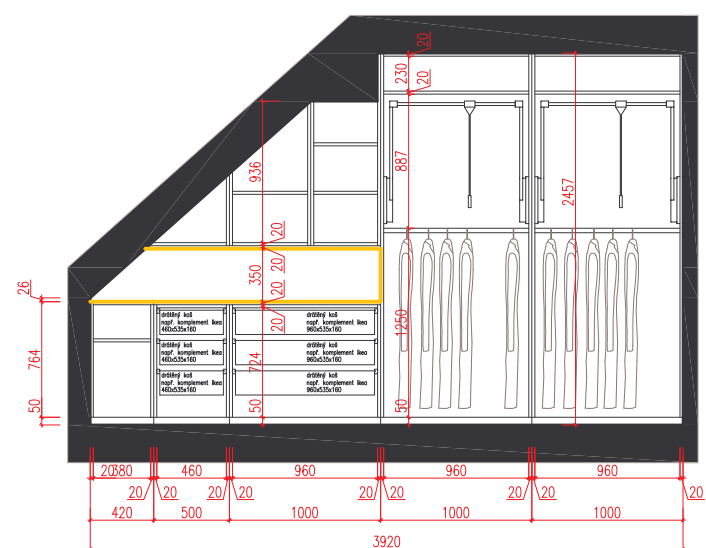 20
230
20
936
887
2457
20
20
350
26
20
20
1250
764
724
50
50
50
drátěný koš
např. komplement Ikea
460x535x160
drátěný koš
např. komplement Ikea
960x535x160
drátěný koš
např. komplement Ikea
460x535x160
drátěný koš
např. komplement Ikea
960x535x160
drátěný koš
např. komplement Ikea
460x535x160
drátěný koš
např. komplement Ikea
960x535x160
20 380 460 960 960 960
20 20 20 20 20 20 20 20 20
420 500 1000 1000 1000
3920